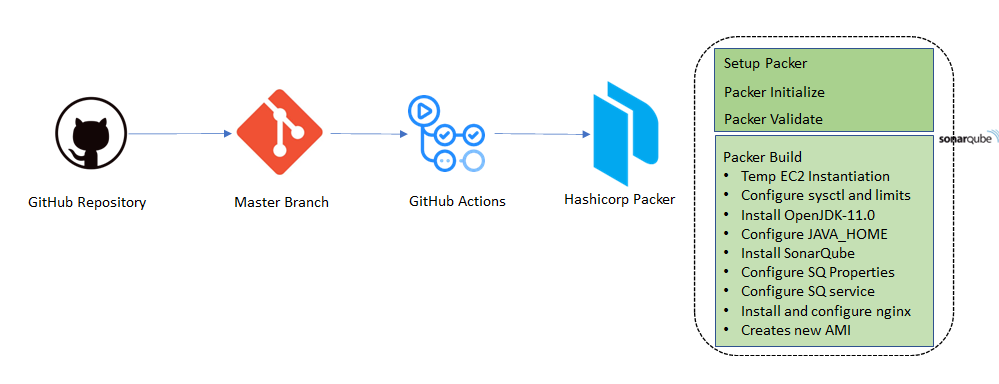 GitHub Repository
Master Branch
GitHub Actions
Hashicorp Packer
Setup Packer
Packer Initialize
Packer Validate
sonarqube
Packer Build
• Temp EC2 Instantiation
• Configure sysctl and limits
• Install OpenJDK-11.0
• Configure JAVA_HOME
• Install SonarQube
• Configure SQ Properties
• Configure SQ service
• Install and configure nginx
• Creates new AMI